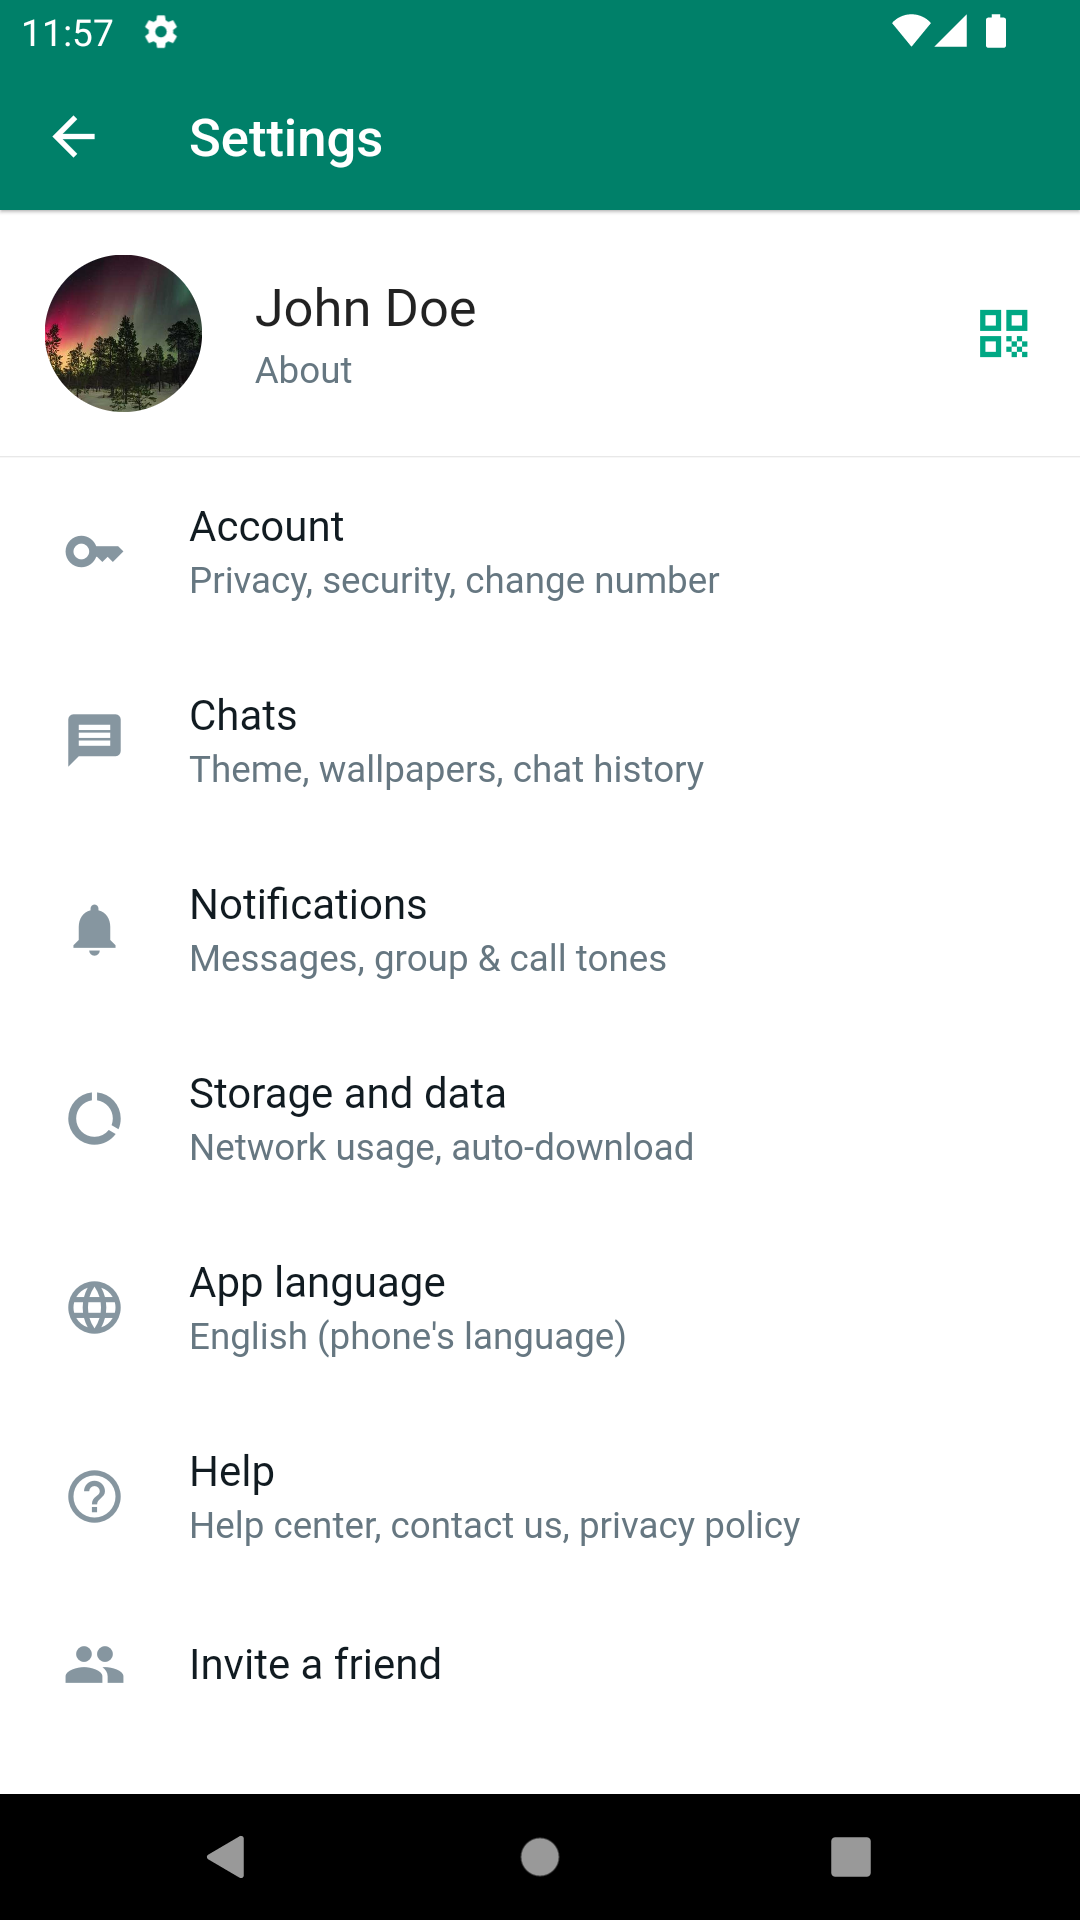 11:57
Settings
John Doe
About
Account
Privacy, security, change number
Chats
Theme, wallpapers, chat history
Notifications
Messages, group & call tones
Storage and data
Network usage, auto-download
App language
English (phone's language)
Help
Help center, contact us, privacy policy
Invite a friend